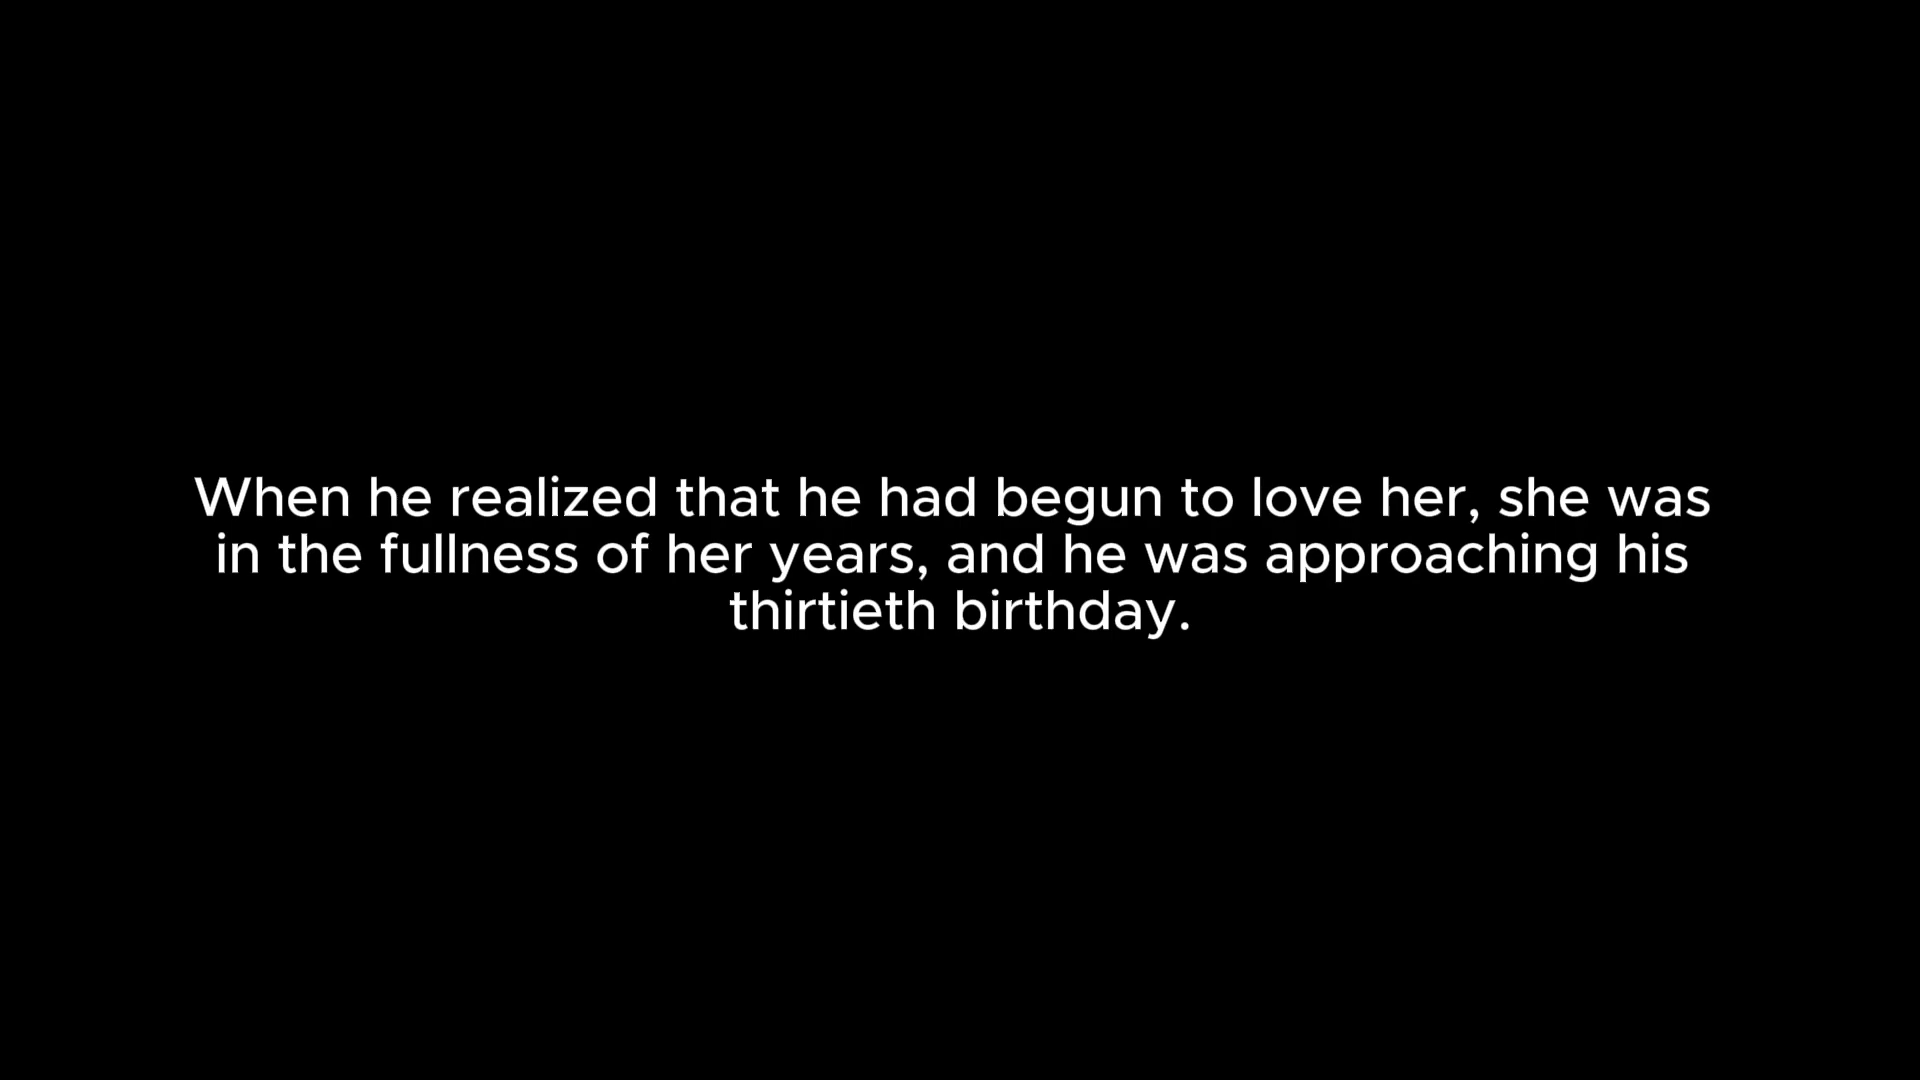 When he realized that he had begun to love her, she was
in the fullness of her years, and he was approaching his
thirtieth birthday.